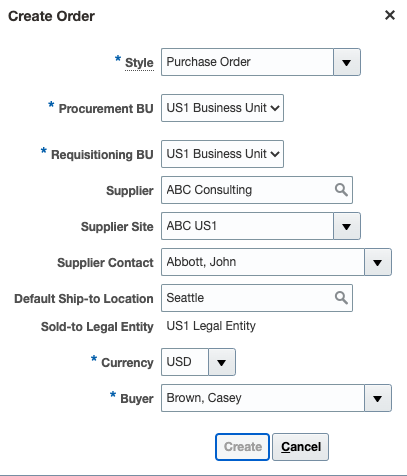 Create Order
* Style Purchase Order
* Procurement BU US1 Business Unit
* Requisitioning BU US1 Business Unit
Supplier ABC Consulting
Supplier Site ABC US1
Supplier Contact Abbott, John
Default Ship-to Location Seattle
Sold-to Legal Entity US1 Legal Entity
* Currency USD
* Buyer Brown, Casey
Create Cancel